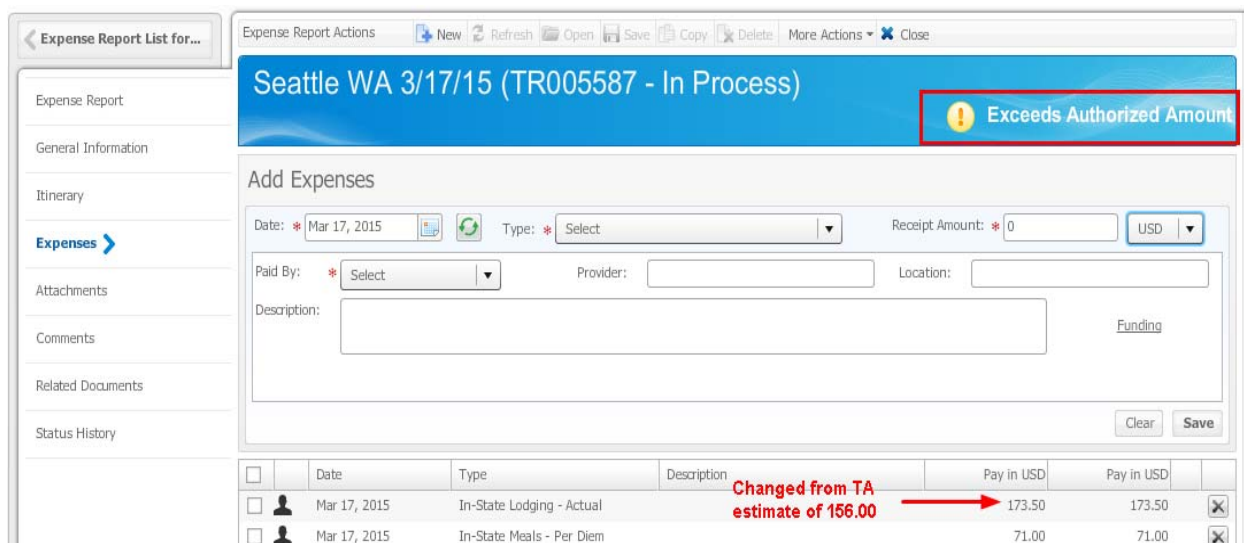 Expense Report List for...
Expense Report Actions New Refresh Open Save Copy Delete More Actions Close
Seattle WA 3/17/15 (TR005587 - In Process)
Exceeds Authorized Amount
Expense Report
General Information
Itinerary
Expenses
Attachments
Comments
Related Documents
Status History
Add Expenses
Date: * Mar 17, 2015 Type: * Select Receipt Amount: * 0 USD
Paid By: * Select Provider: Location:
Description:
Funding
Clear Save
Date Type Description Pay in USD Pay in USD
Changed from TA
estimate of 156.00
Mar 17, 2015 In-State Lodging - Actual 173.50 173.50
Mar 17, 2015 In-State Meals - Per Diem 71.00 71.00